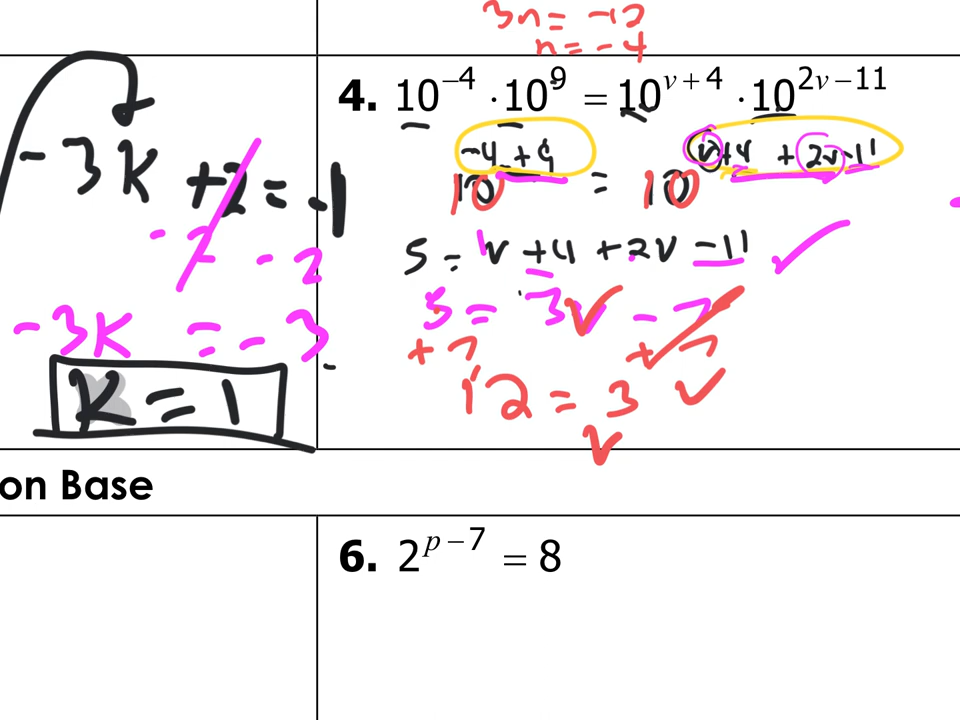 3n = -12
n = -4
-3k + 2 = -1
- 2 - 2
-3k = -3
k = 1
4. 10^{-4} · 10^{9} = 10^{v+4} · 10^{2v-11}
10^{-4+9} = 10^{v+4+2v-11}
5 = v + 4 + 2v - 11
5 = 3v - 7
+ 7 + 7
12 = 3v
on Base
6. 2^{p-7} = 8